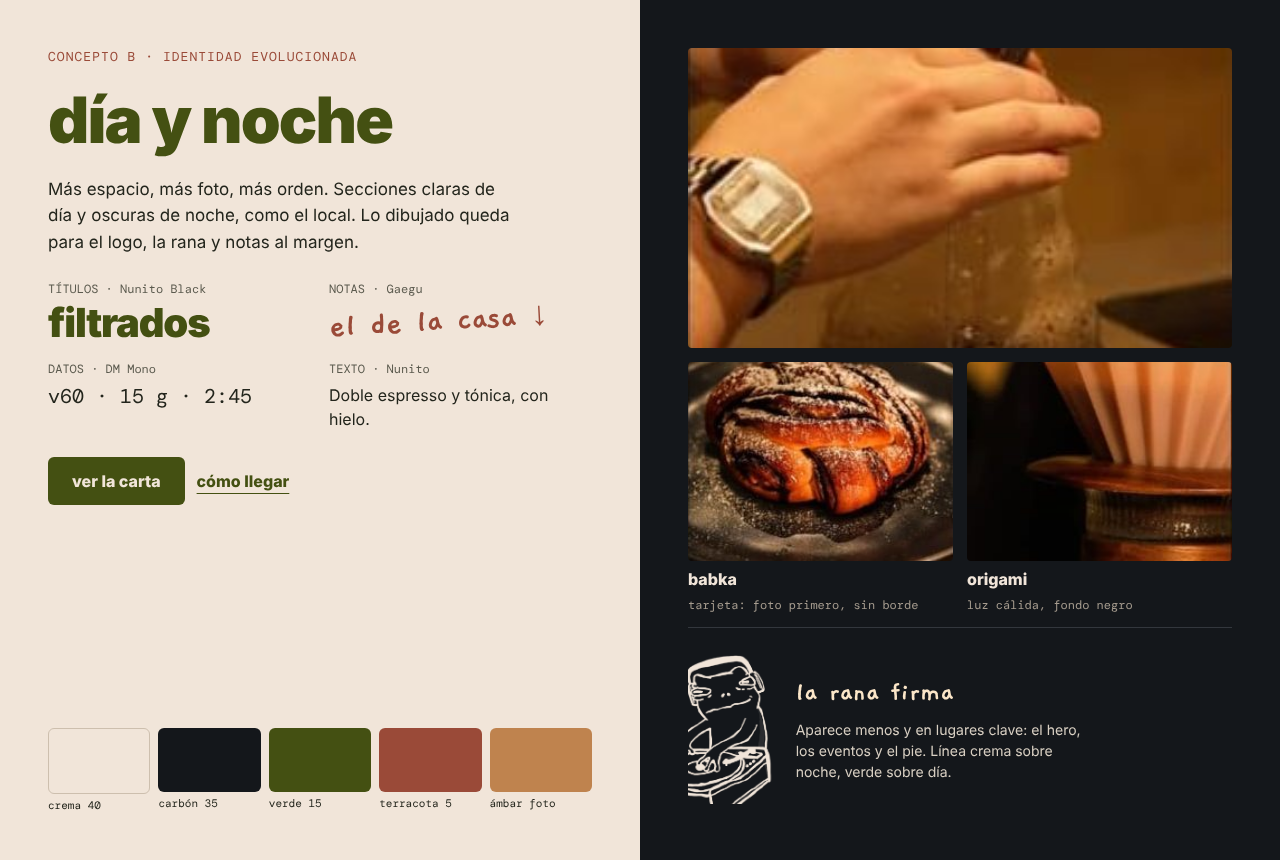 CONCEPTO B · IDENTIDAD EVOLUCIONADA
día y noche
Más espacio, más foto, más orden. Secciones claras de
día y oscuras de noche, como el local. Lo dibujado queda
para el logo, la rana y notas al margen.
TÍTULOS · Nunito Black
filtrados
NOTAS · Gaegu
el de la casa ↓
DATOS · DM Mono
v60 · 15 g · 2:45
TEXTO · Nunito
Doble espresso y tónica, con
hielo.
ver la carta
cómo llegar
crema 40
carbón 35
verde 15
terracota 5
ámbar foto
babka
tarjeta: foto primero, sin borde
origami
luz cálida, fondo negro
la rana firma
Aparece menos y en lugares clave: el hero,
los eventos y el pie. Línea crema sobre
noche, verde sobre día.